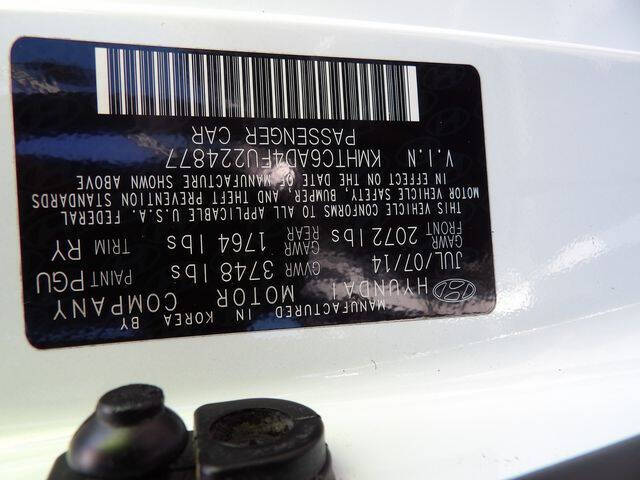 MANUFACTURED IN KOREA BY
HYUNDAI MOTOR COMPANY
JUL/07/14 GVWR 3748 lbs PAINT PGU
GAWR FRONT 2072 lbs GAWR REAR 1764 lbs TRIM RY
THIS VEHICLE CONFORMS TO ALL APPLICABLE U.S.A. FEDERAL
MOTOR VEHICLE SAFETY, BUMPER, AND THEFT PREVENTION STANDARDS
IN EFFECT ON THE DATE OF MANUFACTURE SHOWN ABOVE
V.I.N KMHTC6AD4FU224877
PASSENGER CAR